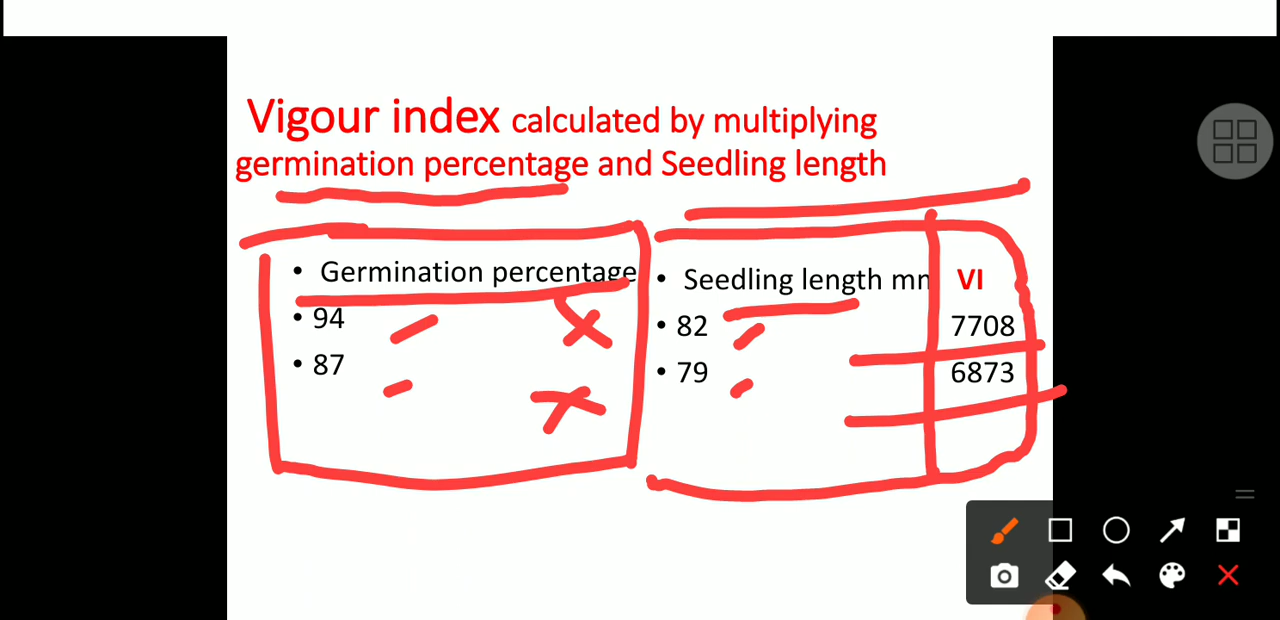 Vigour index calculated by multiplying
germination percentage and Seedling length
• Germination percentage
• 94
• 87
• Seedling length mm
• 82
• 79
VI
7708
6873